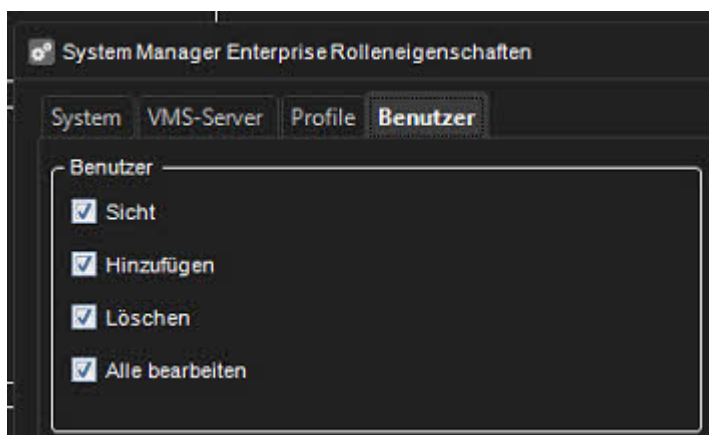 System Manager Enterprise Rolleneigenschaften
System VMS-Server Profile Benutzer
Benutzer
Sicht
Hinzufügen
Löschen
Alle bearbeiten